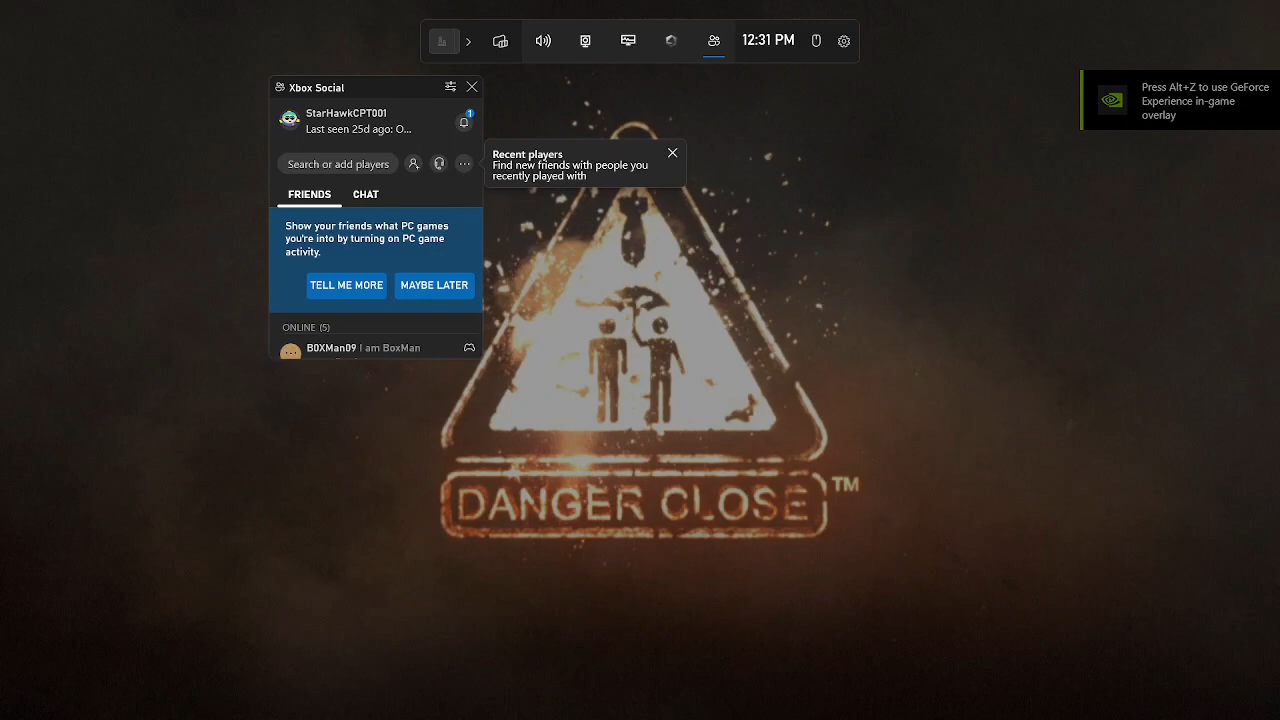 12:31 PM
Xbox Social
StarHawkCPT001
Last seen 25d ago: O...
1
Search or add players
Recent players
Find new friends with people you
recently played with
FRIENDS CHAT
Show your friends what PC games
you're into by turning on PC game
activity.
TELL ME MORE MAYBE LATER
ONLINE (5)
B0XMan09 I am BoxMan
Press Alt+Z to use GeForce
Experience in-game
overlay
DANGER CLOSE™